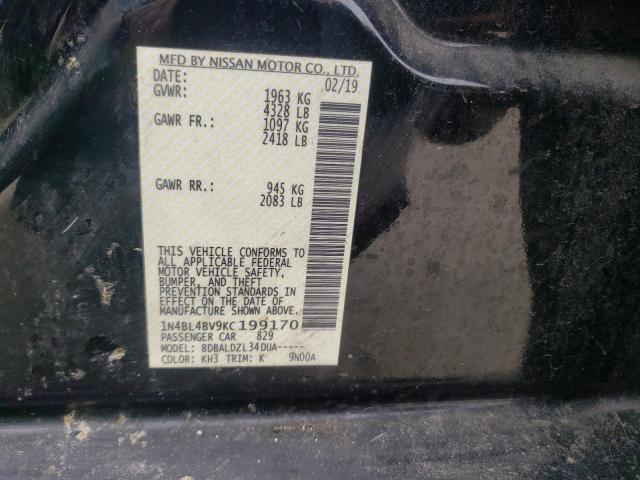 MFD BY NISSAN MOTOR CO., LTD.
DATE: 02/19
GVWR: 1963 KG
4328 LB
GAWR FR.: 1097 KG
2418 LB
GAWR RR.: 945 KG
2083 LB
THIS VEHICLE CONFORMS TO
ALL APPLICABLE FEDERAL
MOTOR VEHICLE SAFETY,
BUMPER, AND THEFT
PREVENTION STANDARDS IN
EFFECT ON THE DATE OF
MANUFACTURE SHOWN ABOVE.
1N4BL4BV9KC199170
PASSENGER CAR 829
MODEL: BDBALDZL34DUA-----
COLOR: KH3 TRIM: K 9N00A